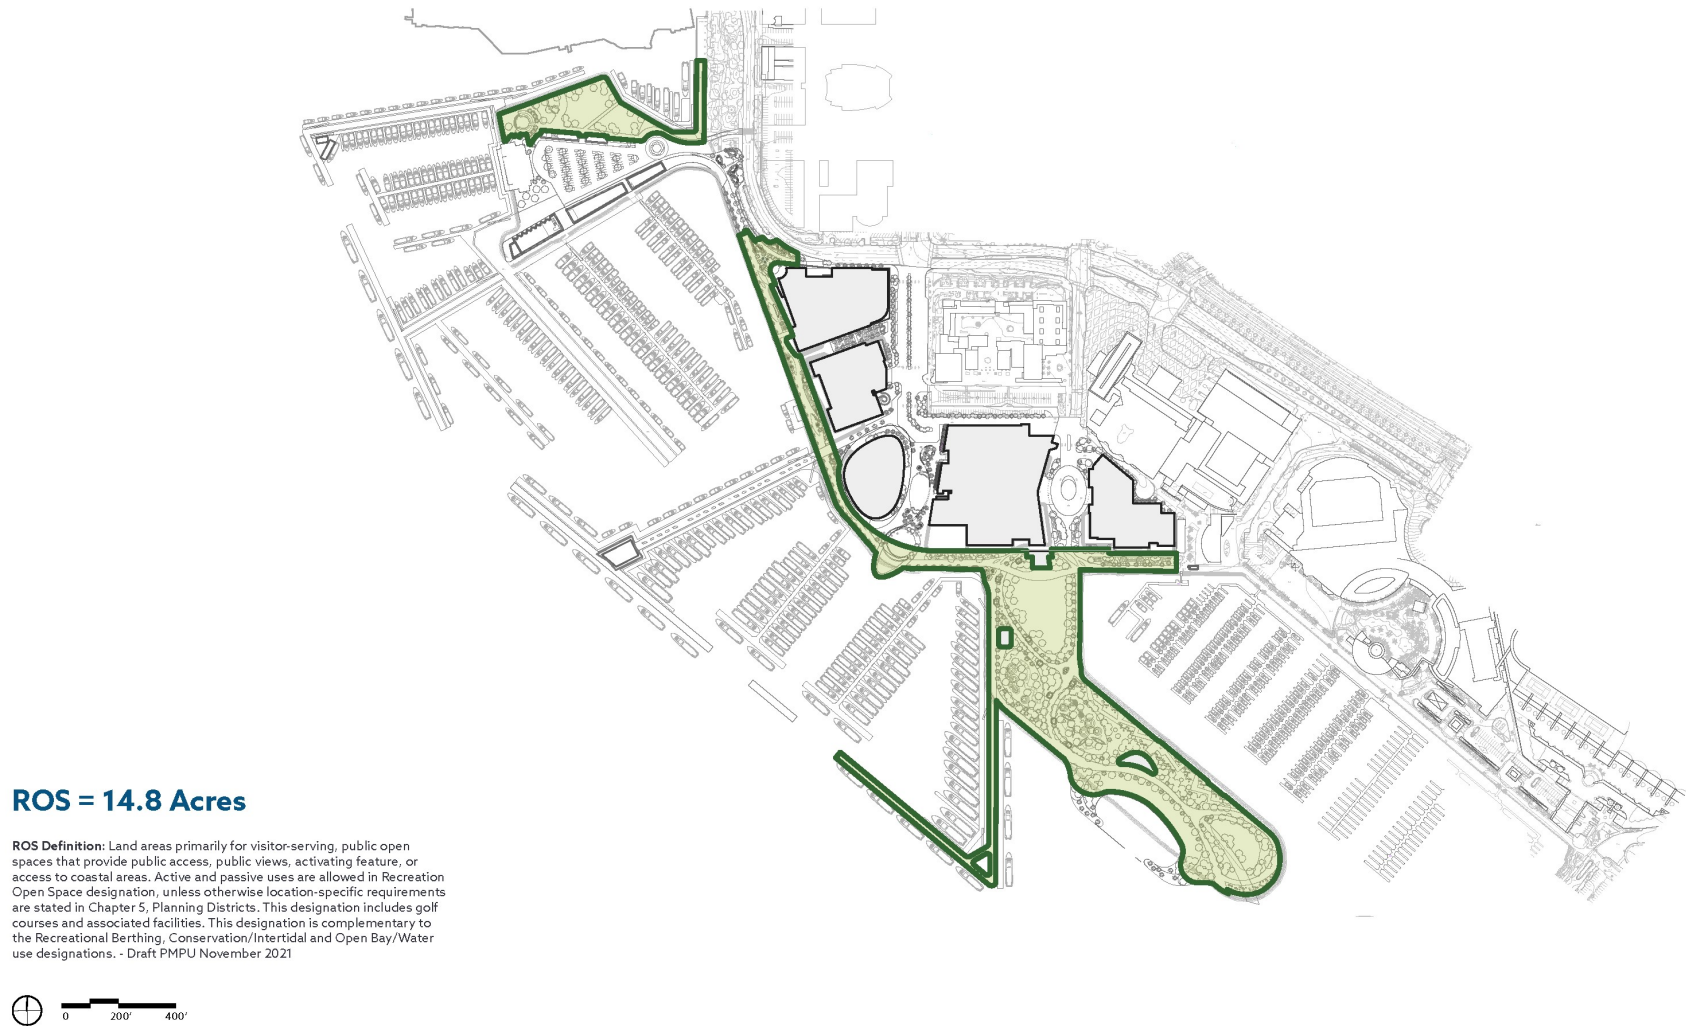 ROS = 14.8 Acres
ROS Definition: Land areas primarily for visitor-serving, public open
spaces that provide public access, public views, activating feature, or
access to coastal areas. Active and passive uses are allowed in Recreation
Open Space designation, unless otherwise location-specific requirements
are stated in Chapter 5, Planning Districts. This designation includes golf
courses and associated facilities. This designation is complementary to
the Recreational Berthing, Conservation/Intertidal and Open Bay/Water
use designations. - Draft PMPU November 2021
0 200' 400'